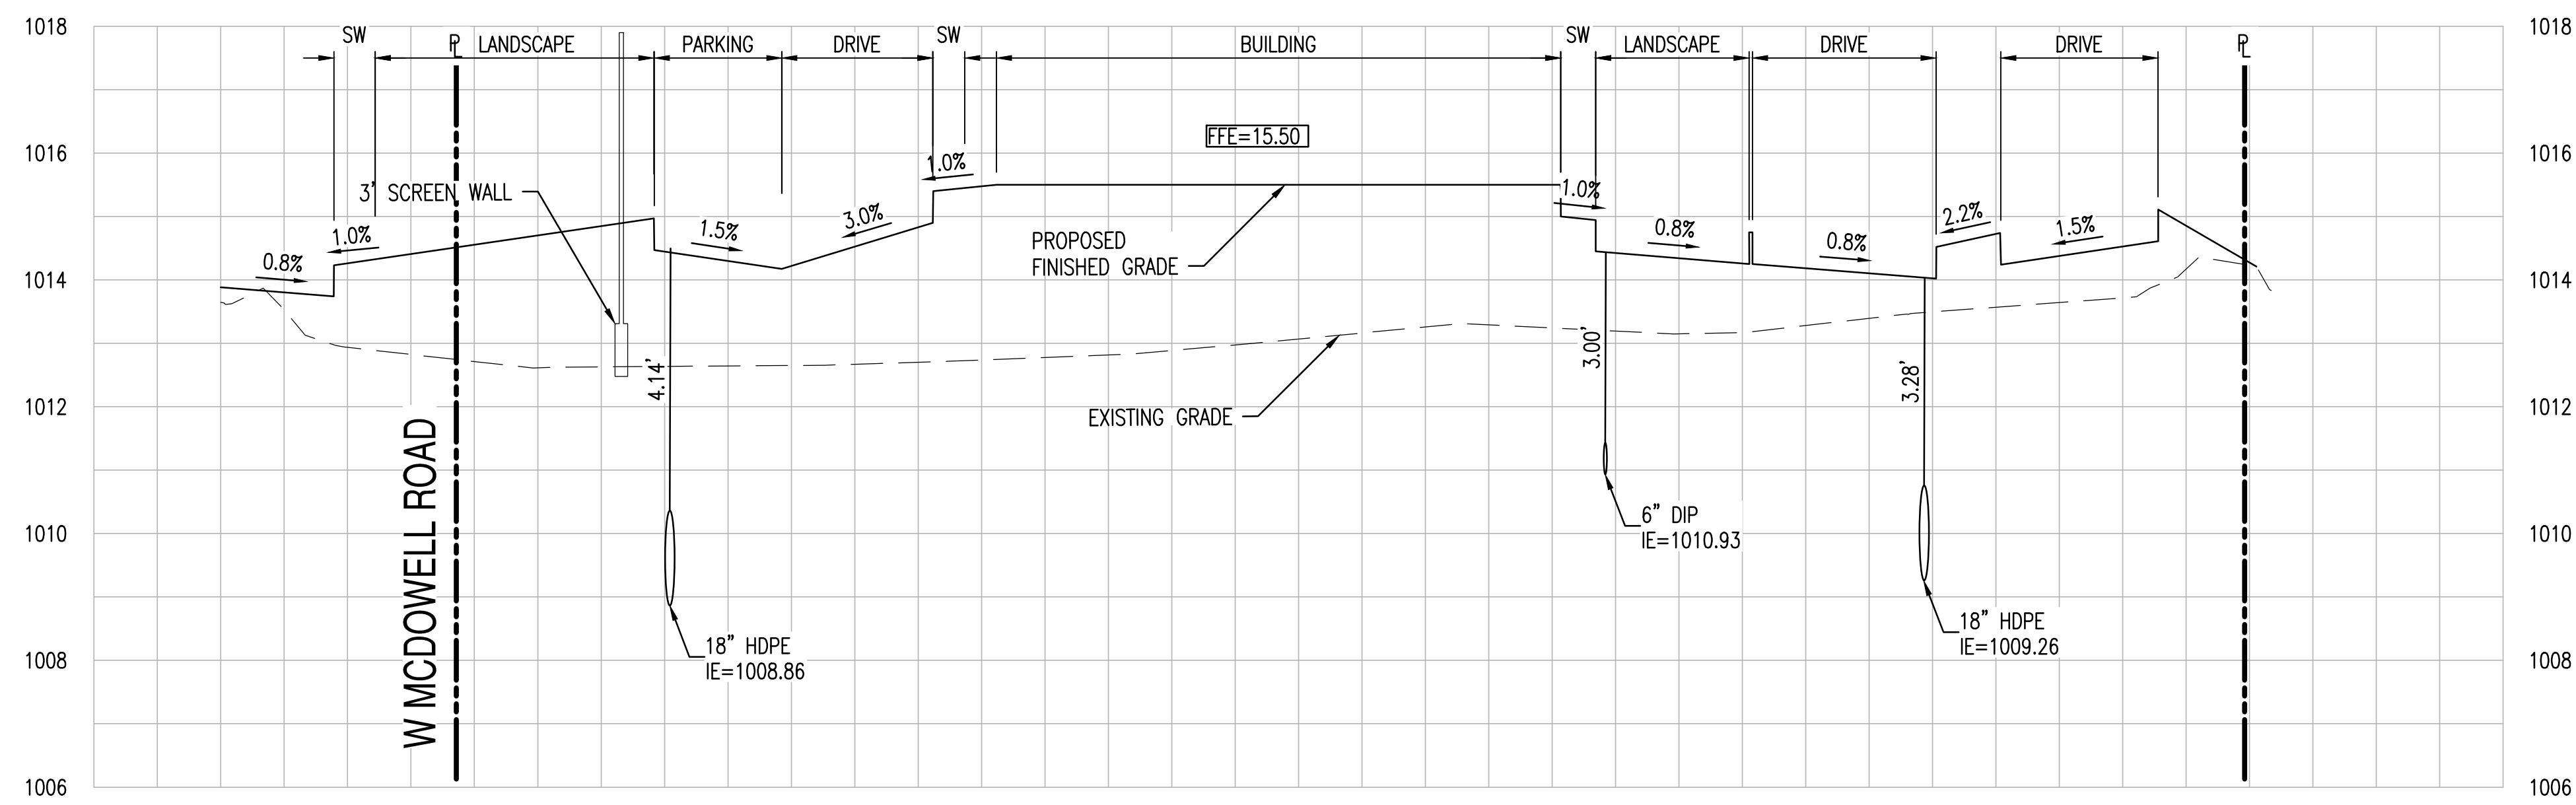 1018
SW
PL
LANDSCAPE
PARKING
DRIVE
SW
BUILDING
SW
LANDSCAPE
DRIVE
DRIVE
PL
1018
1016
FFE=15.50
1016
3' SCREEN WALL
1.0%
1.0%
0.8%
1.0%
1.5%
3.0%
PROPOSED
FINISHED GRADE
0.8%
0.8%
2.2%
1.5%
0.8%
1014
1014
4.14'
3.00'
3.28'
1012
EXISTING GRADE
1012
W MCDOWELL ROAD
1010
6" DIP
IE=1010.93
1010
18" HDPE
IE=1008.86
18" HDPE
IE=1009.26
1008
1008
1006
1006